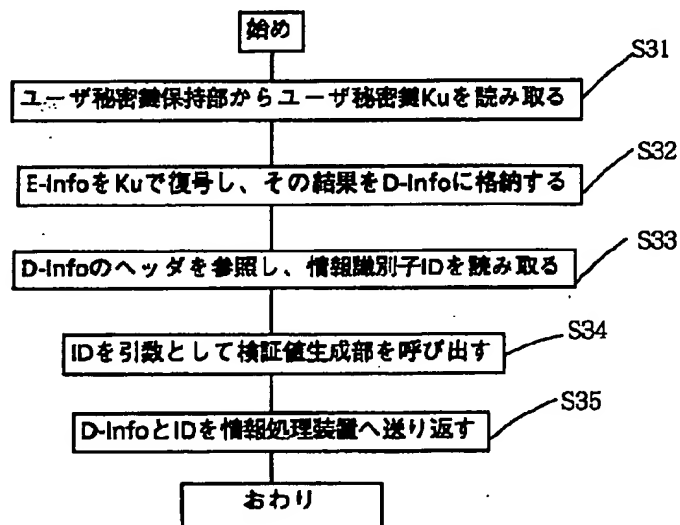 始め
S31
ユーザ秘密鍵保持部からユーザ秘密鍵Kuを読み取る
S32
E-InfoをKuで復号し、その結果をD-Infoに格納する
S33
D-Infoのヘッダを参照し、情報識別子IDを読み取る
S34
IDを引数として検証値生成部を呼び出す
S35
D-InfoとIDを情報処理装置へ送り返す
おわり